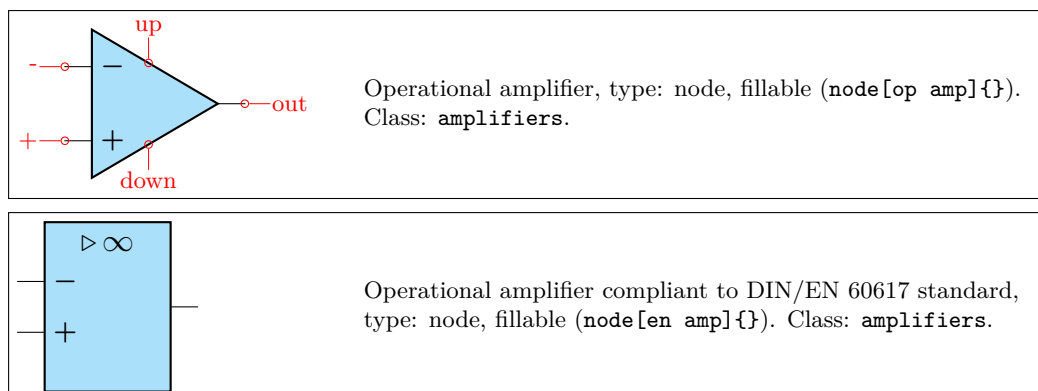 up
-
−
out
+
+
down
Operational amplifier, type: node, fillable (node[op amp]{}).
Class: amplifiers.
▷ ∞
−
+
Operational amplifier compliant to DIN/EN 60617 standard,
type: node, fillable (node[en amp]{}). Class: amplifiers.